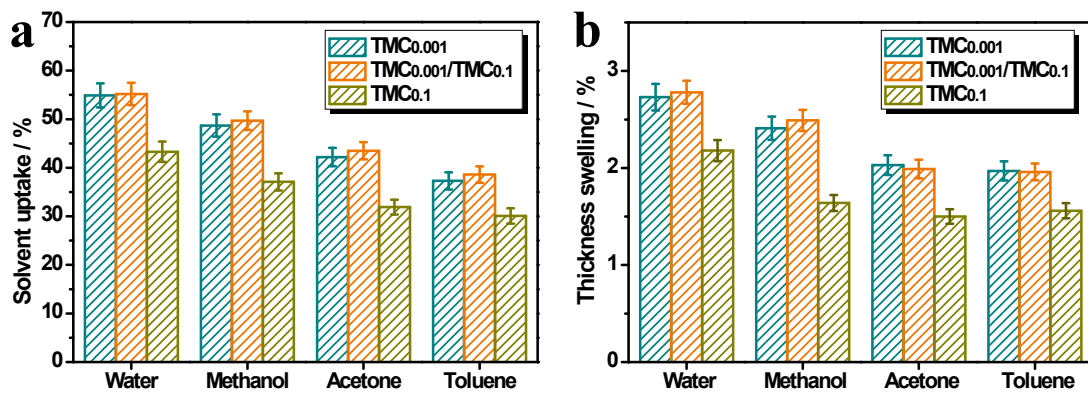 a
Solvent uptake / %
70
60
50
40
30
20
10
0
TMC0.001
TMC0.001/TMC0.1
TMC0.1
Water Methanol Acetone Toluene
b
Thickness swelling / %
3
2
1
0
TMC0.001
TMC0.001/TMC0.1
TMC0.1
Water Methanol Acetone Toluene